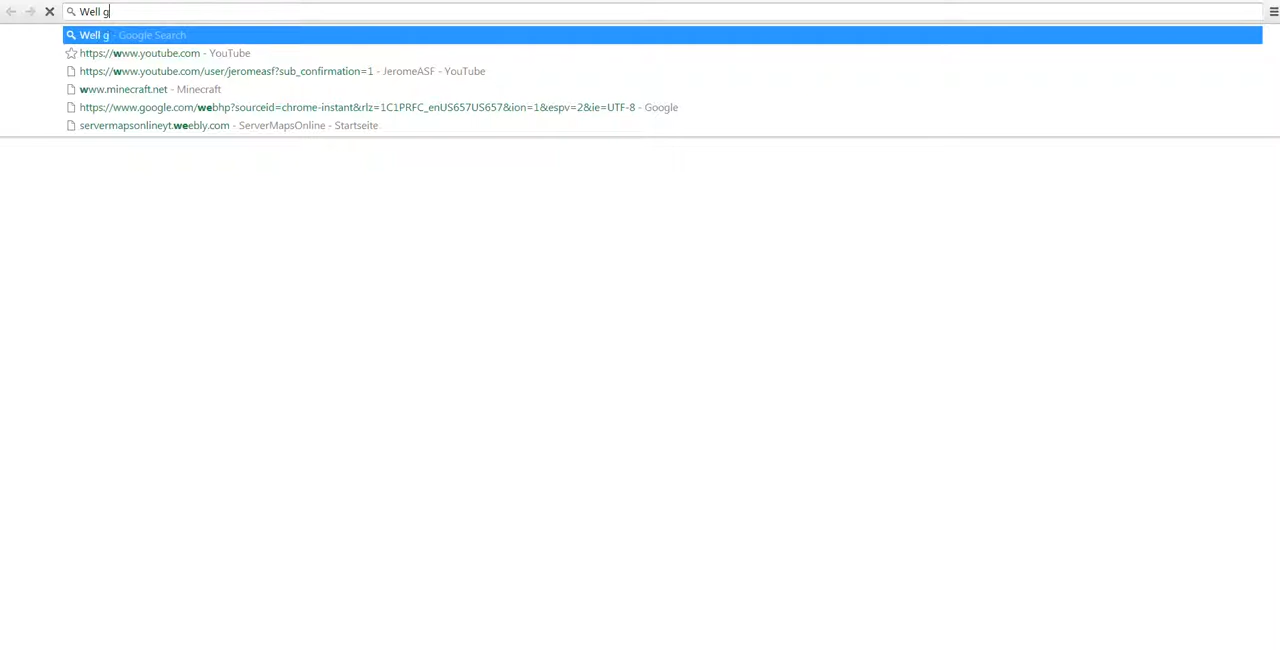 Well g
Well g - Google Search
https://www.youtube.com - YouTube
https://www.youtube.com/user/jeromeasf?sub_confirmation=1 - JeromeASF - YouTube
www.minecraft.net - Minecraft
https://www.google.com/webhp?sourceid=chrome-instant&rlz=1C1PRFC_enUS657US657&ion=1&espv=2&ie=UTF-8 - Google
servermapsonlineyt.weebly.com - ServerMapsOnline - Startseite